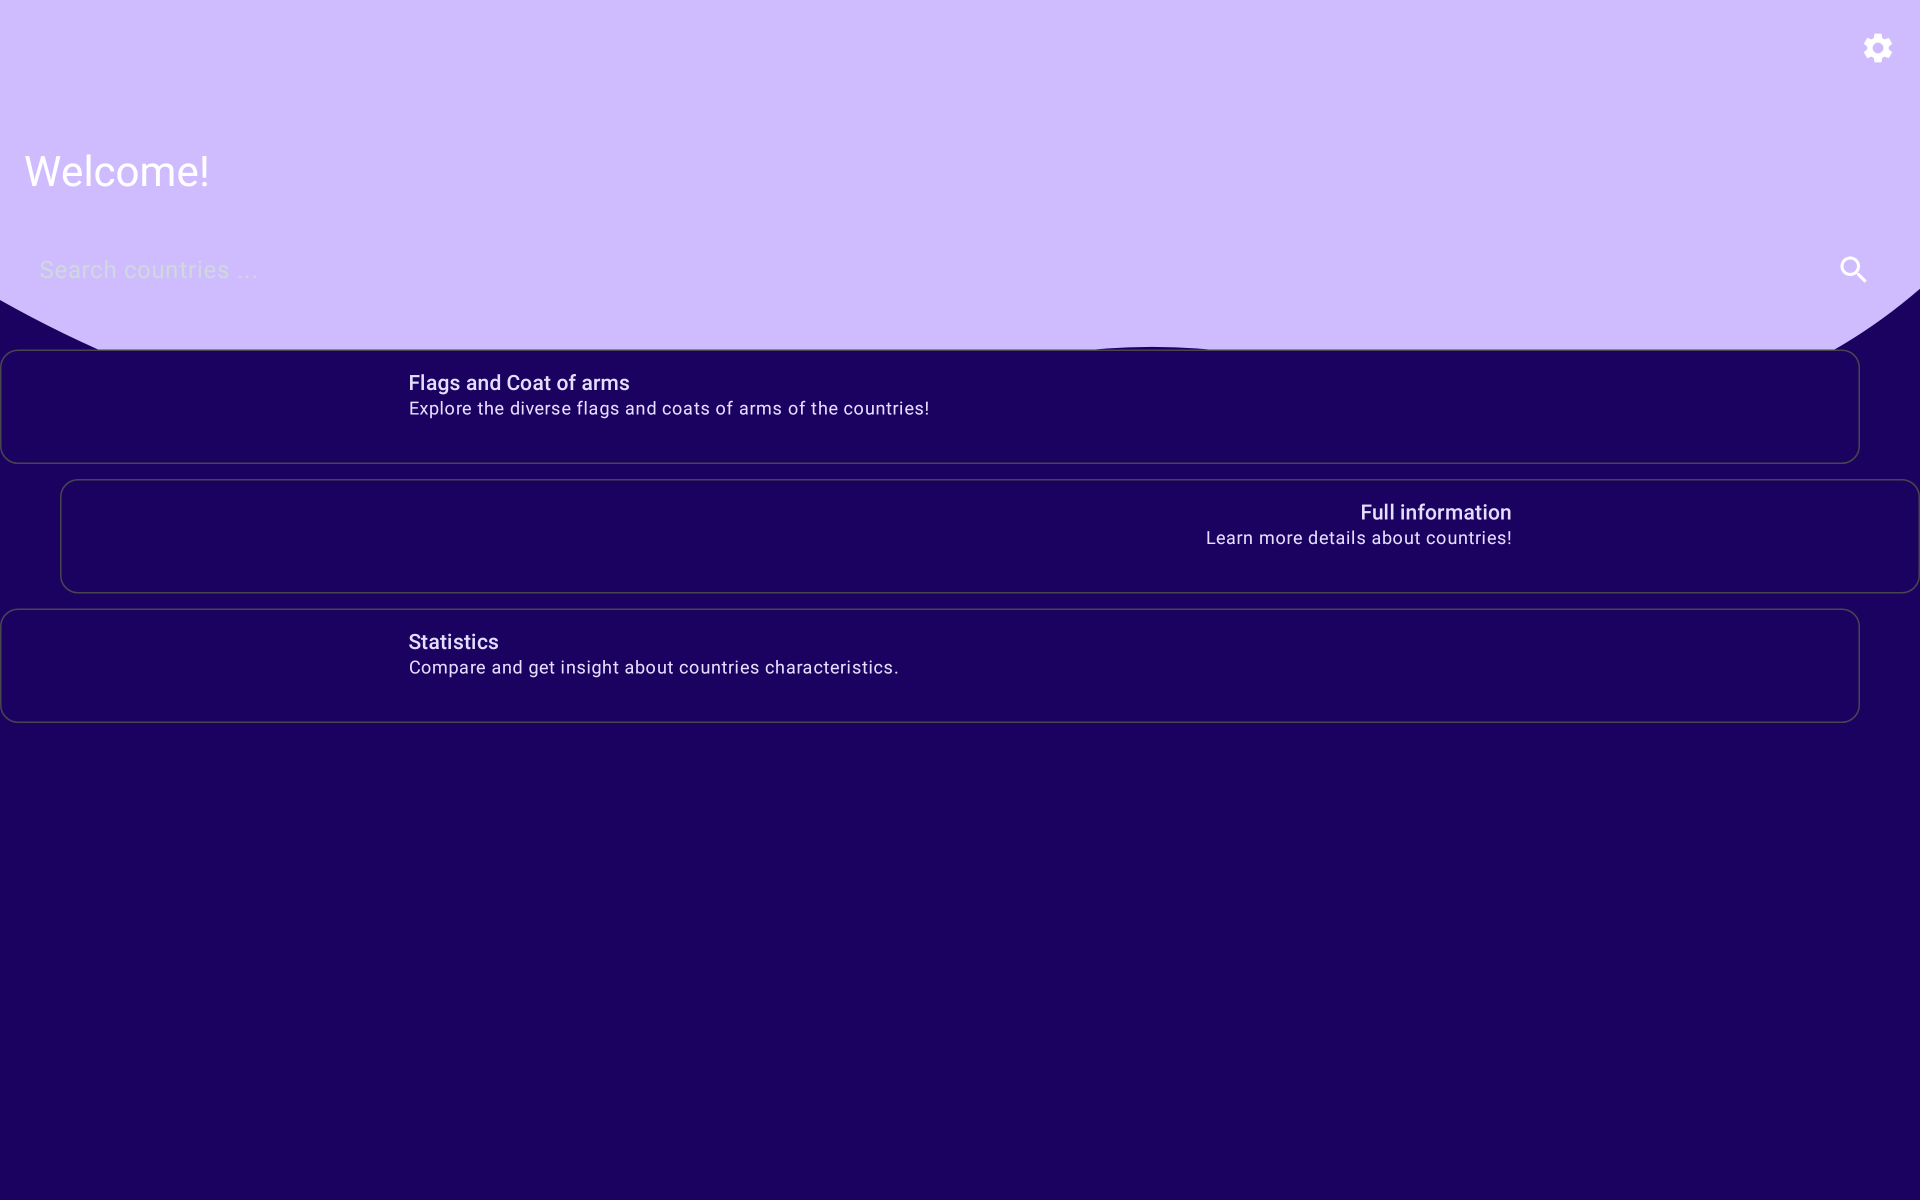 Welcome!
Search countries ...
Flags and Coat of arms
Explore the diverse flags and coats of arms of the countries!
Full information
Learn more details about countries!
Statistics
Compare and get insight about countries characteristics.